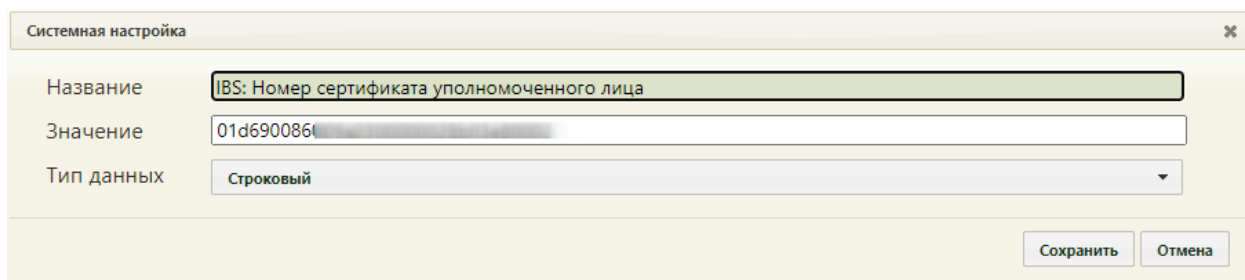 Системная настройка
Название IBS: Номер сертификата уполномоченного лица
Значение 01d690086
Тип данных Строковый
Сохранить Отмена